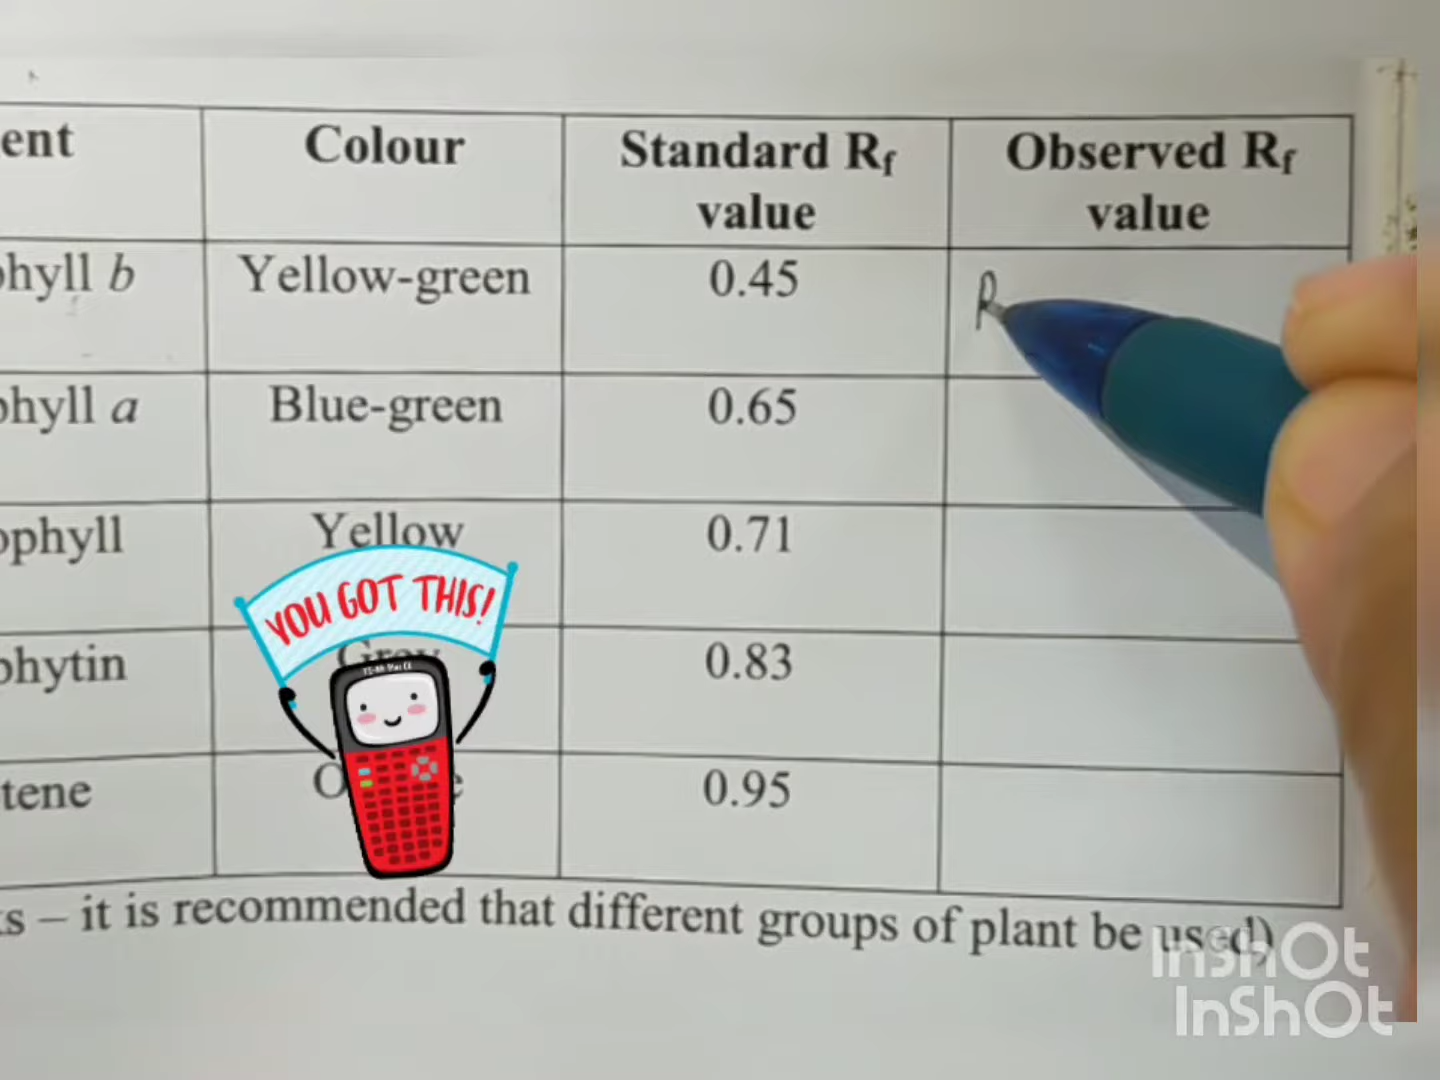 ent Colour Standard Rf Observed Rf
value value
hyll b Yellow-green 0.45 R
phyll a Blue-green 0.65
ophyll Yellow 0.71
YOU GOT THIS!
phytin Grey 0.83
tene 0.95
s – it is recommended that different groups of plant be used)
InShOt
InShOt